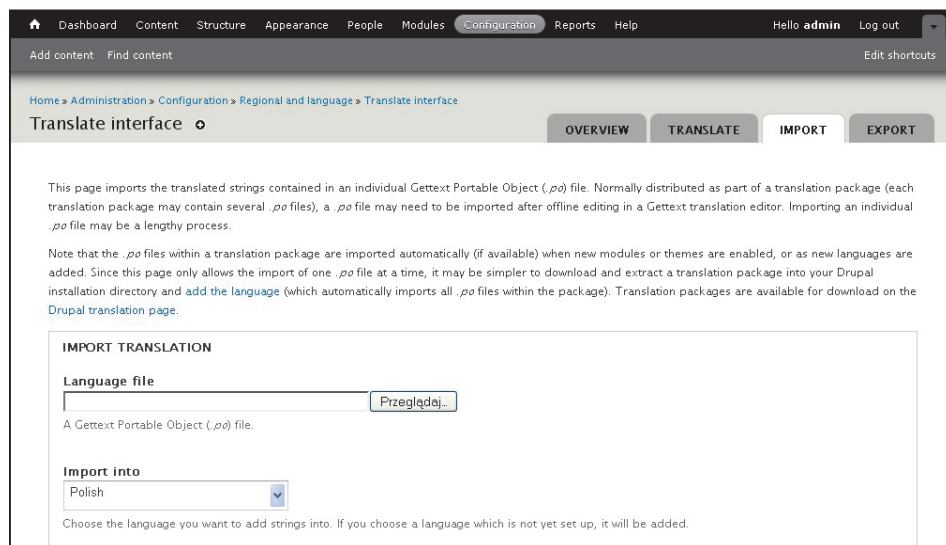 Dashboard Content Structure Appearance People Modules Configuration Reports Help Hello admin Log out
Add content Find content Edit shortcuts
Home » Administration » Configuration » Regional and language » Translate interface
Translate interface
OVERVIEW TRANSLATE IMPORT EXPORT
This page imports the translated strings contained in an individual Gettext Portable Object (.po) file. Normally distributed as part of a translation package (each
translation package may contain several .po files), a .po file may need to be imported after offline editing in a Gettext translation editor. Importing an individual
.po file may be a lengthy process.
Note that the .po files within a translation package are imported automatically (if available) when new modules or themes are enabled, or as new languages are
added. Since this page only allows the import of one .po file at a time, it may be simpler to download and extract a translation package into your Drupal
installation directory and add the language (which automatically imports all .po files within the package). Translation packages are available for download on the
Drupal translation page.
IMPORT TRANSLATION
Language file
Przeglądaj...
A Gettext Portable Object (.po) file.
Import into
Polish
Choose the language you want to add strings into. If you choose a language which is not yet set up, it will be added.